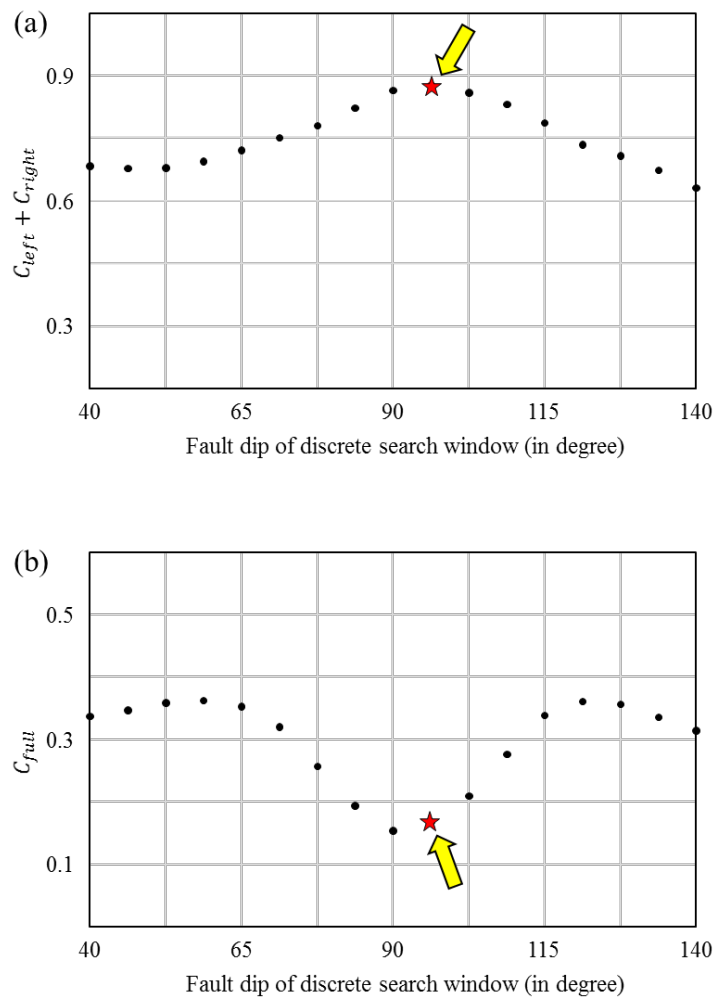 (a)
0.9
0.6
0.3
C_left + C_right
40 65 90 115 140
Fault dip of discrete search window (in degree)
(b)
0.5
0.3
0.1
C_full
40 65 90 115 140
Fault dip of discrete search window (in degree)